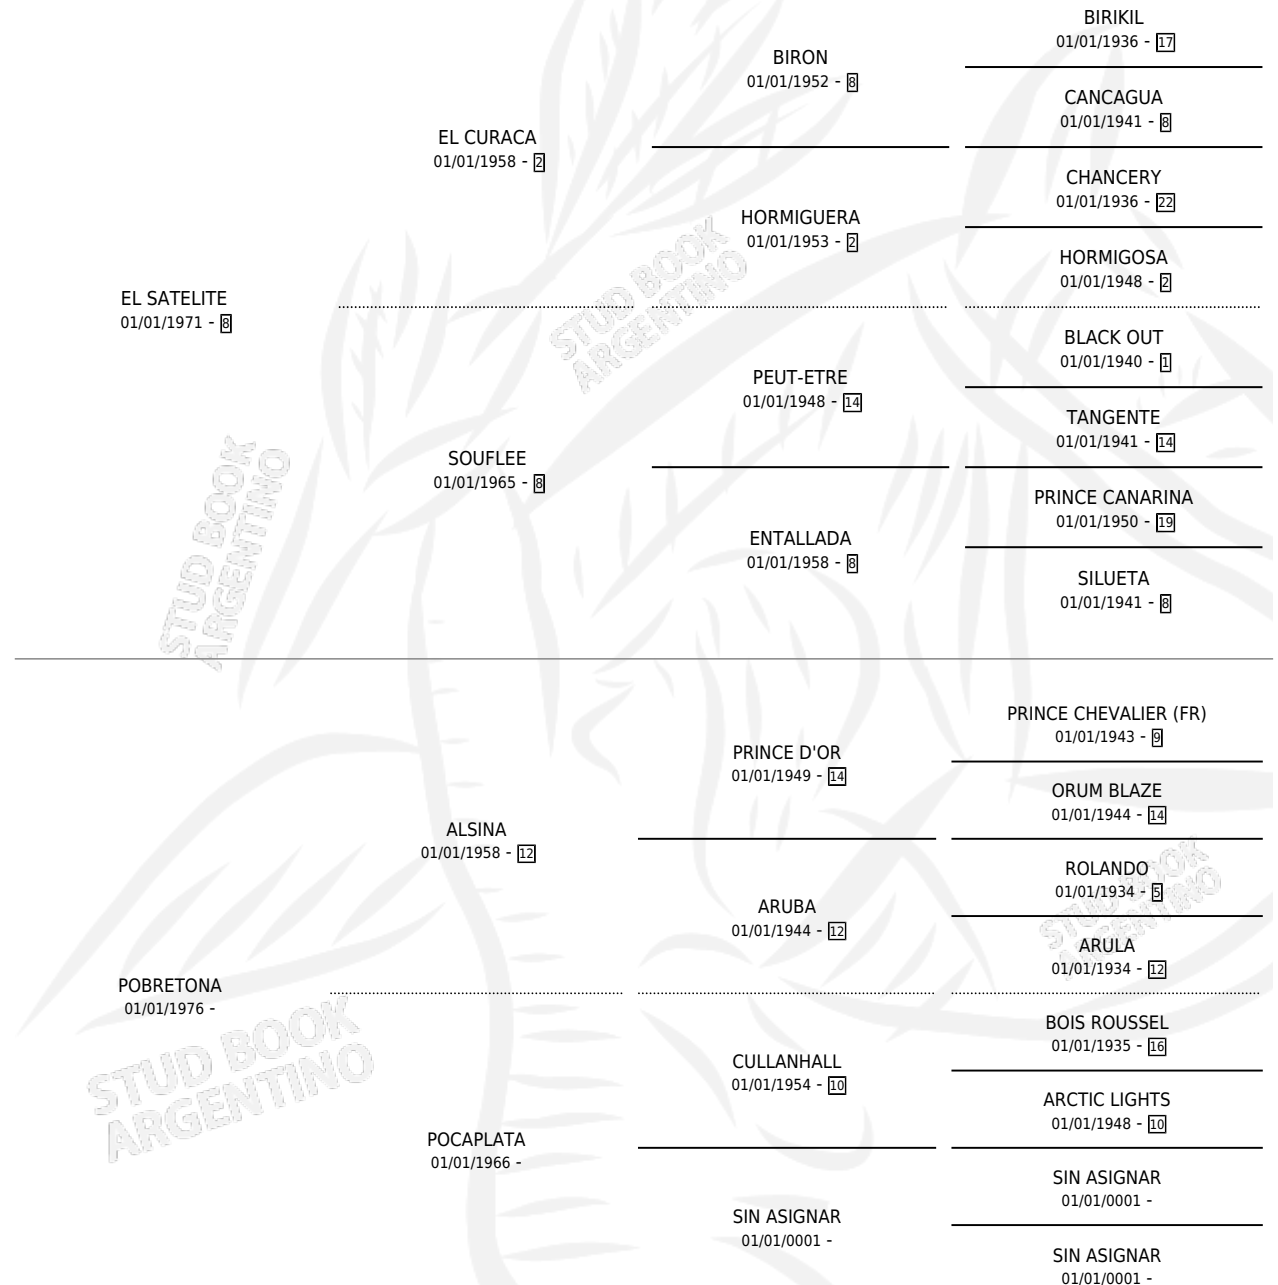 BIRIKIL
01/01/1936 - 17
BIRON
01/01/1952 - 8
CANCAGUA
01/01/1941 - 8
EL CURACA
01/01/1958 - 2
CHANCERY
01/01/1936 - 22
HORMIGUERA
01/01/1953 - 2
HORMIGOSA
01/01/1948 - 2
EL SATELITE
01/01/1971 - 8
BLACK OUT
01/01/1940 - 1
PEUT-ETRE
01/01/1948 - 14
TANGENTE
01/01/1941 - 14
SOUFLEE
01/01/1965 - 8
PRINCE CANARINA
01/01/1950 - 19
ENTALLADA
01/01/1958 - 8
SILUETA
01/01/1941 - 8
PRINCE CHEVALIER (FR)
01/01/1943 - 9
PRINCE D'OR
01/01/1949 - 14
ORUM BLAZE
01/01/1944 - 14
ALSINA
01/01/1958 - 12
ROLANDO
01/01/1934 - 5
ARUBA
01/01/1944 - 12
ARULA
01/01/1934 - 12
POBRETONA
01/01/1976 -
BOIS ROUSSEL
01/01/1935 - 16
CULLANHALL
01/01/1954 - 10
ARCTIC LIGHTS
01/01/1948 - 10
POCAPLATA
01/01/1966 -
SIN ASIGNAR
01/01/0001 -
SIN ASIGNAR
01/01/0001 -
SIN ASIGNAR
01/01/0001 -
STUD BOOK
ARGENTINO
STUD BOOK
ARGENTINO
STUD BOOK
ARGENTINO
STUD BOOK
ARGENTINO